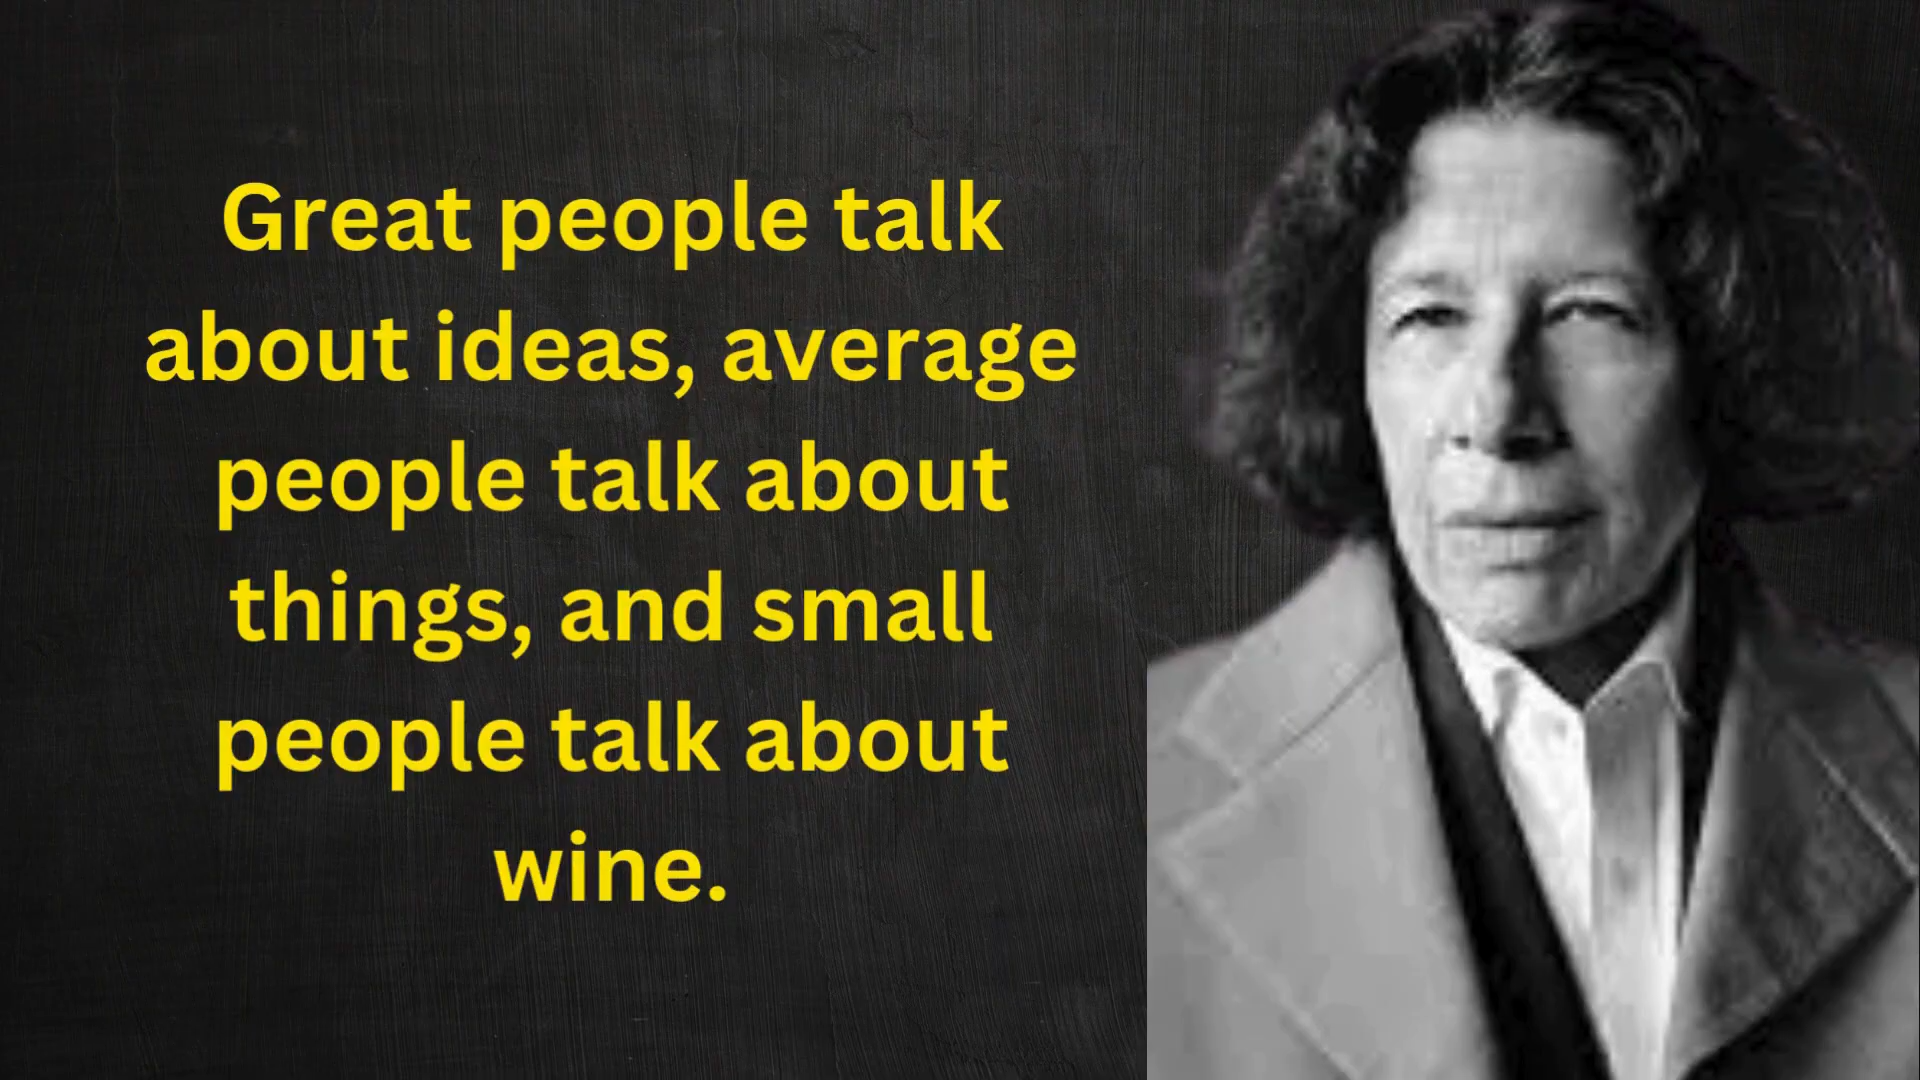 Great people talk
about ideas, average
people talk about
things, and small
people talk about
wine.